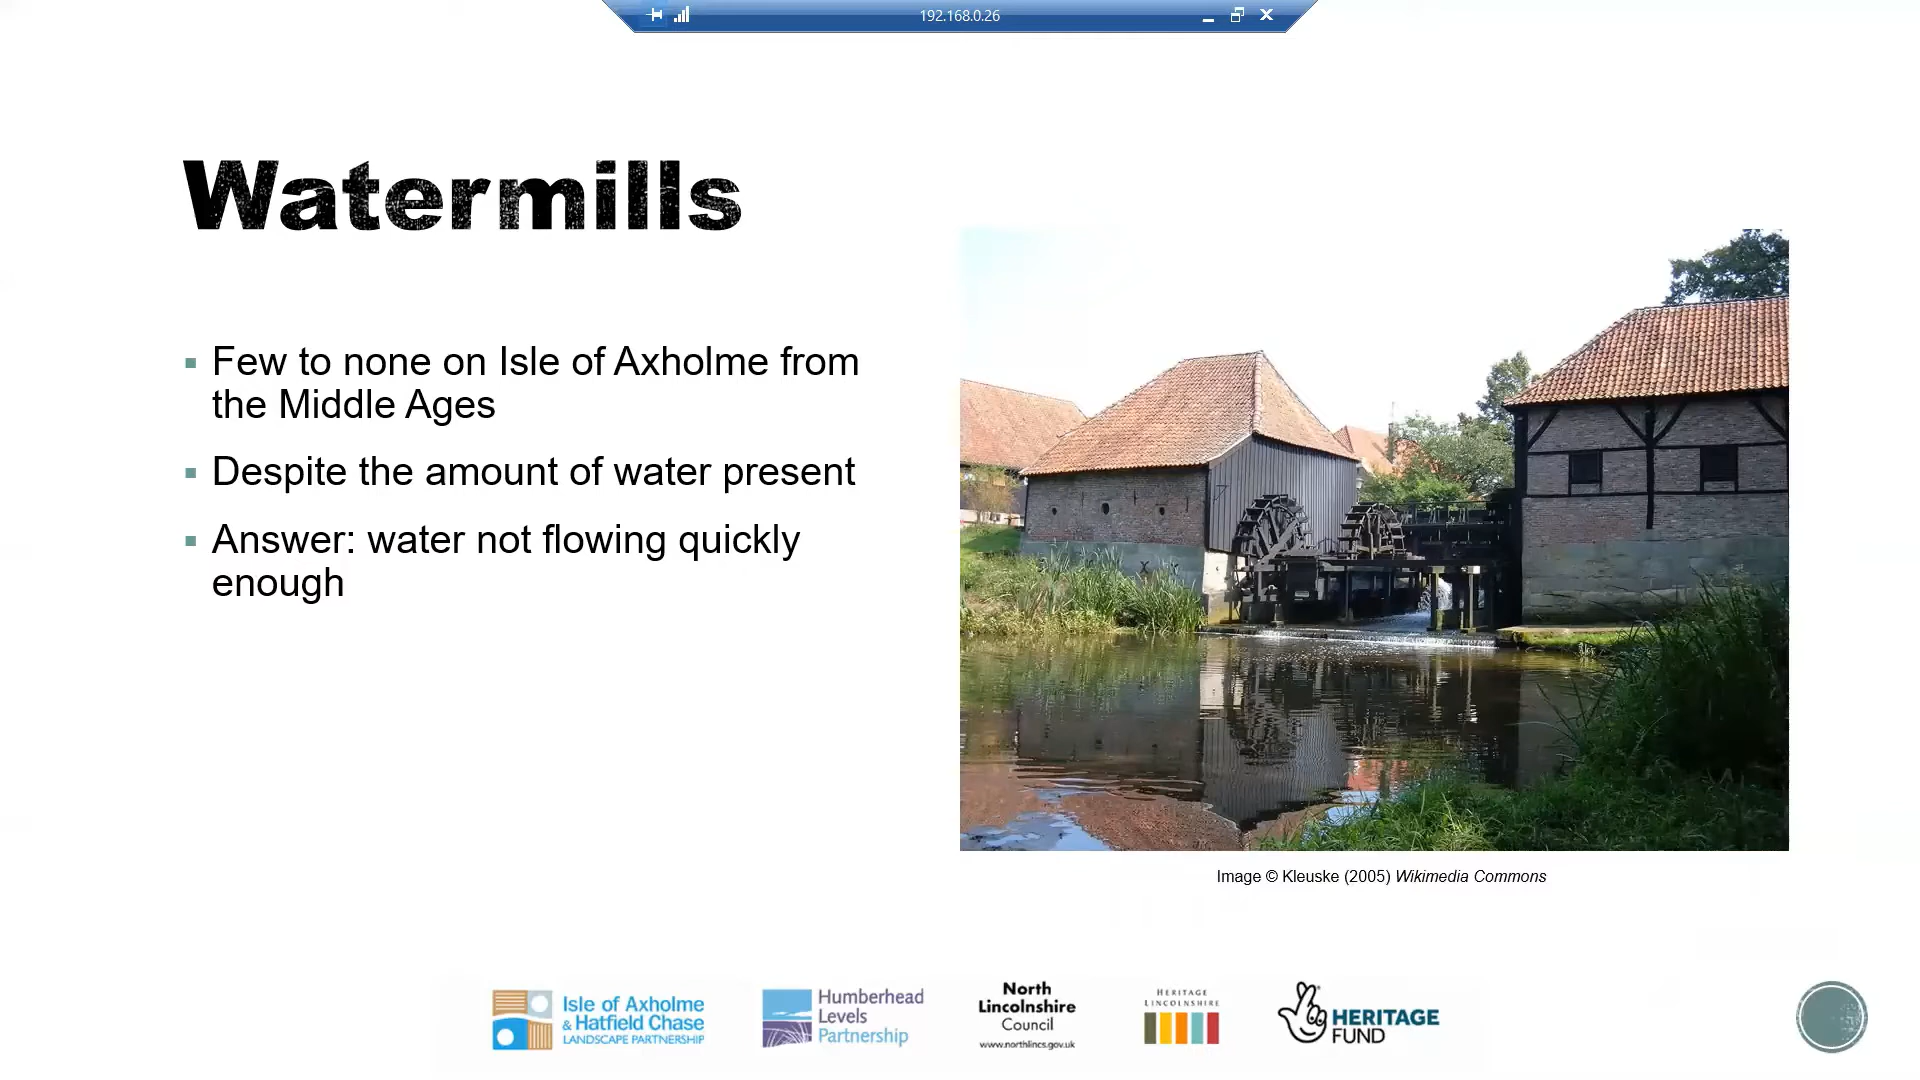 192.168.0.26
Watermills
▪ Few to none on Isle of Axholme from
the Middle Ages
▪ Despite the amount of water present
▪ Answer: water not flowing quickly
enough
Image © Kleuske (2005) Wikimedia Commons
Isle of Axholme
& Hatfield Chase
LANDSCAPE PARTNERSHIP
Humberhead
Levels
Partnership
North
Lincolnshire
Council
www.northlincs.gov.uk
HERITAGE
LINCOLNSHIRE
HERITAGE
FUND